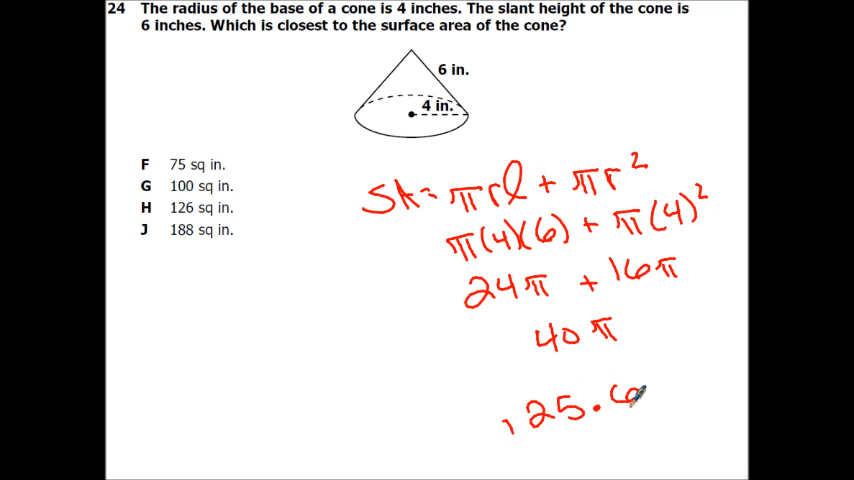 24 The radius of the base of a cone is 4 inches. The slant height of the cone is
6 inches. Which is closest to the surface area of the cone?
6 in.
4 in.
F 75 sq in.
G 100 sq in.
H 126 sq in.
J 188 sq in.
SA = πrl + πr²
π(4)(6) + π(4)²
24π + 16π
40π
125.6